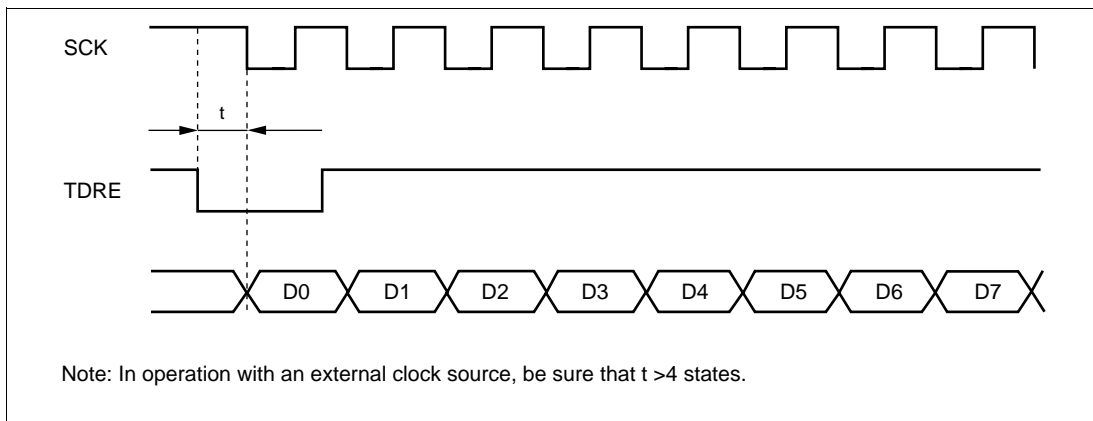 SCK
t
TDRE
D0 D1 D2 D3 D4 D5 D6 D7
Note: In operation with an external clock source, be sure that t >4 states.